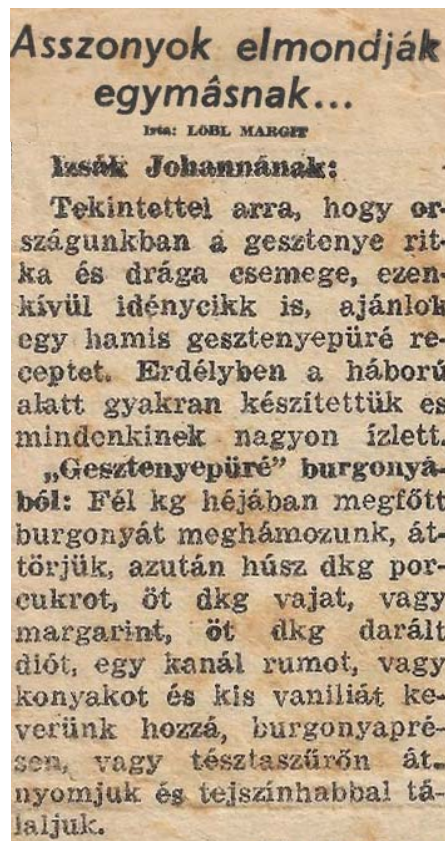 Asszonyok elmondják
egymásnak...
Irta: LÖBL MARGIT
Izsák Johannának:
Tekintettel arra, hogy or-
szágunkban a gesztenye rit-
ka és drága csemege, ezen-
kívül idénycikk is, ajánlok
egy hamis gesztenyepüré re-
ceptet. Erdélyben a háború
alatt gyakran készítettük es
mindenkinek nagyon ízlett.
„Gesztenyepüré” burgonyá-
ból: Fél kg héjában megfőtt
burgonyát meghámozunk, át-
törjük, azután húsz dkg por-
cukrot, öt dkg vajat, vagy
margarint, öt dkg darált
diót, egy kanál rumot, vagy
konyakot és kis vaniliát ke-
verünk hozzá, burgonyapré-
sen, vagy tésztaszűrőn át-
nyomjuk és tejszínhabbal tá-
laljuk.